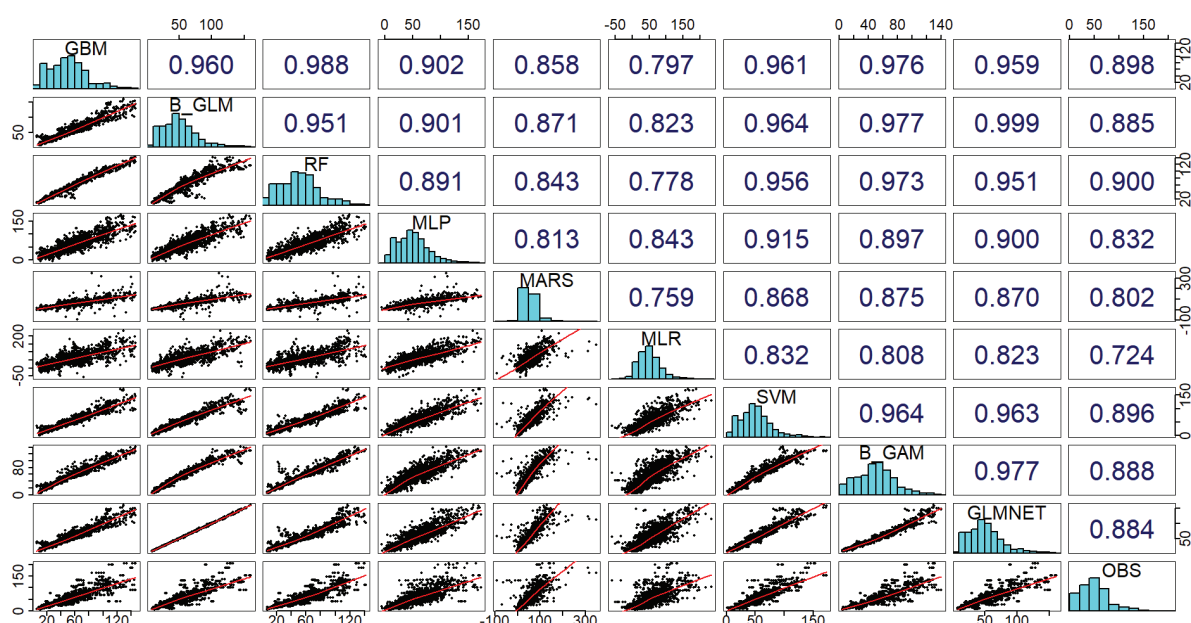 50 100 0 50 150 -50 50 150 0 40 80 140 0 50 150
GBM 0.960 0.988 0.902 0.858 0.797 0.961 0.976 0.959 0.898 20 120
50 B_GLM 0.951 0.901 0.871 0.823 0.964 0.977 0.999 0.885
RF 0.891 0.843 0.778 0.956 0.973 0.951 0.900 20 120
0 150 MLP 0.813 0.843 0.915 0.897 0.900 0.832
MARS 0.759 0.868 0.875 0.870 0.802 -100 300
-50 200 MLR 0.832 0.808 0.823 0.724
SVM 0.964 0.963 0.896 0 150
0 80 B_GAM 0.977 0.888
GLMNET 0.884 50
0 150 OBS
20 60 120 20 60 120 -100 100 300 0 50 150 50 100